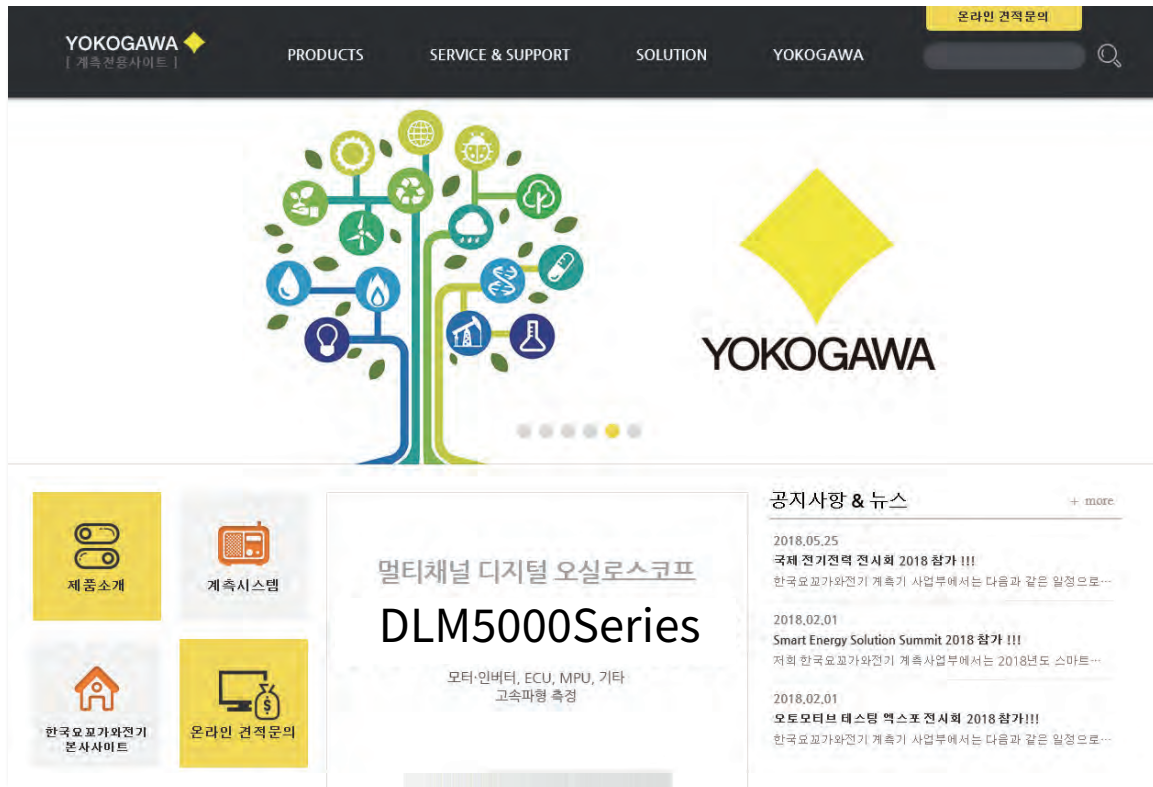 온라인 견적문의
YOKOGAWA
[ 계측전용사이트 ]
PRODUCTS
SERVICE & SUPPORT
SOLUTION
YOKOGAWA
YOKOGAWA
제품소개
계측시스템
한국요꼬가와전기
본사사이트
온라인 견적문의
멀티채널 디지털 오실로스코프
DLM5000Series
모터·인버터, ECU, MPU, 기타
고속파형 측정
공지사항 & 뉴스
+ more
2018.05.25
국제 전기전력 전시회 2018 참가 !!!
한국요꼬가와전기 계측기 사업부에서는 다음과 같은 일정으로…
2018.02.01
Smart Energy Solution Summit 2018 참가 !!!
저희 한국요꼬가와전기 계측사업부에서는 2018년도 스마트…
2018.02.01
오토모티브 테스팅 엑스포 전시회 2018 참가!!!
한국요꼬가와전기 계측기 사업부에서는 다음과 같은 일정으로…